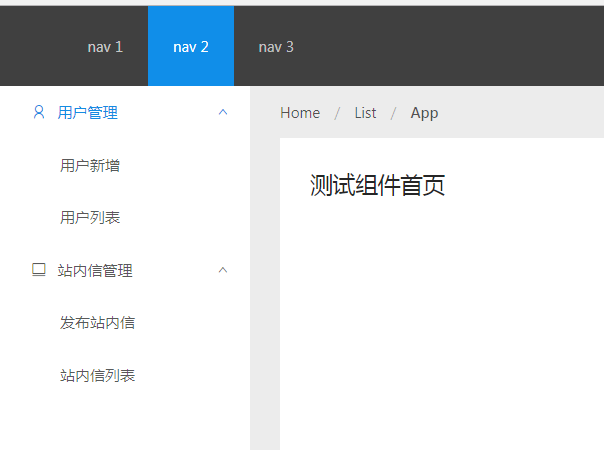 nav 1 nav 2 nav 3
用户管理
用户新增
用户列表
站内信管理
发布站内信
站内信列表
Home / List / App
测试组件首页